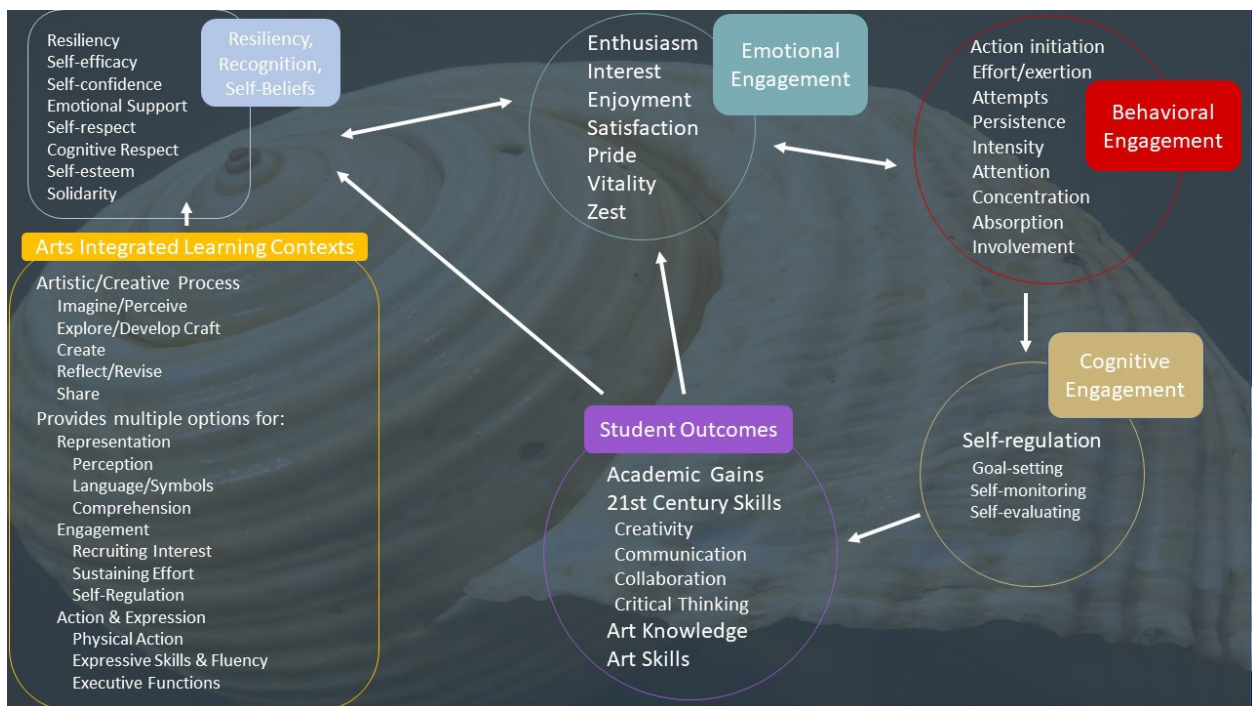 Resiliency
Self-efficacy
Self-confidence
Emotional Support
Self-respect
Cognitive Respect
Self-esteem
Solidarity
Resiliency,
Recognition,
Self-Beliefs
Enthusiasm
Interest
Enjoyment
Satisfaction
Pride
Vitality
Zest
Emotional
Engagement
Action initiation
Effort/exertion
Attempts
Persistence
Intensity
Attention
Concentration
Absorption
Involvement
Behavioral
Engagement
Arts Integrated Learning Contexts
Artistic/Creative Process
Imagine/Perceive
Explore/Develop Craft
Create
Reflect/Revise
Share
Provides multiple options for:
Representation
Perception
Language/Symbols
Comprehension
Engagement
Recruiting Interest
Sustaining Effort
Self-Regulation
Action & Expression
Physical Action
Expressive Skills & Fluency
Executive Functions
Student Outcomes
Academic Gains
21st Century Skills
Creativity
Communication
Collaboration
Critical Thinking
Art Knowledge
Art Skills
Cognitive
Engagement
Self-regulation
Goal-setting
Self-monitoring
Self-evaluating